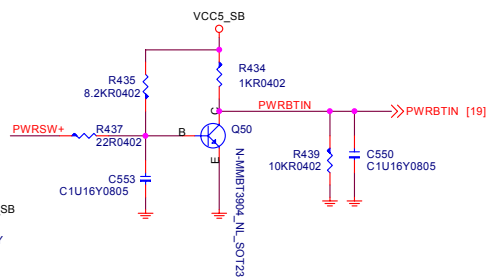 VCC5_SB
R435
8.2KR0402
R434
1KR0402
PWRSW+
R437
22R0402
B
C
E
Q50
N-MMBT3904_NL_SOT23
PWRBTIN
PWRBTIN [19]
R439
10KR0402
C550
C1U16Y0805
C553
C1U16Y0805
_SB
Y